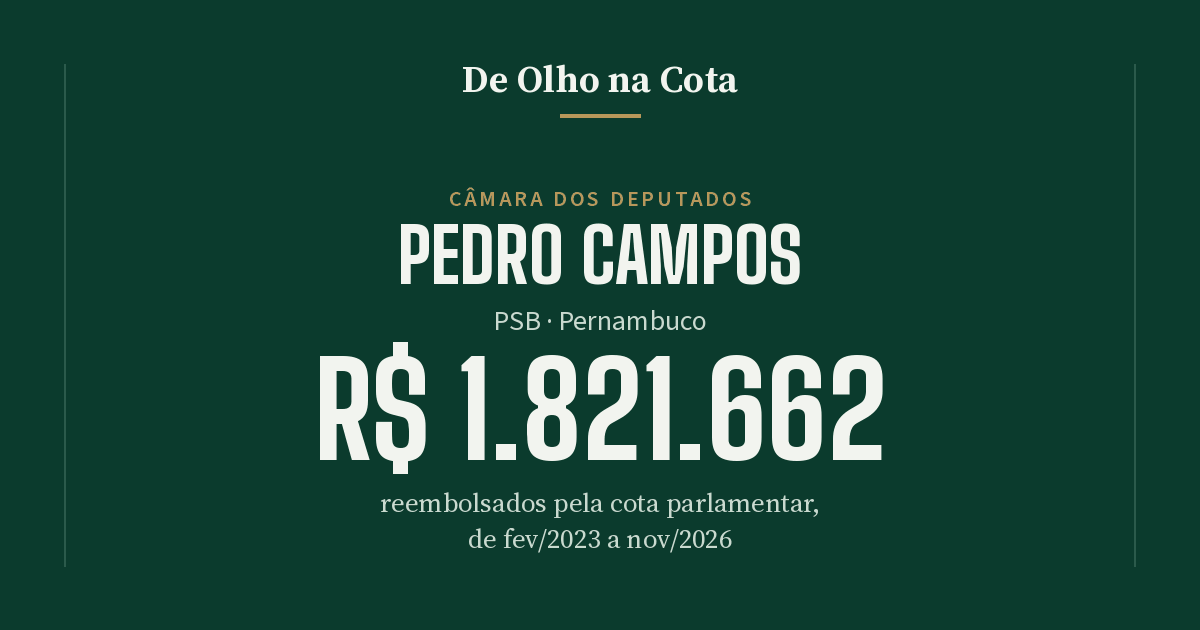 De Olho na Cota
CÂMARA DOS DEPUTADOS
PEDRO CAMPOS
PSB · Pernambuco
R$ 1.821.662
reembolsados pela cota parlamentar,
de fev/2023 a nov/2026